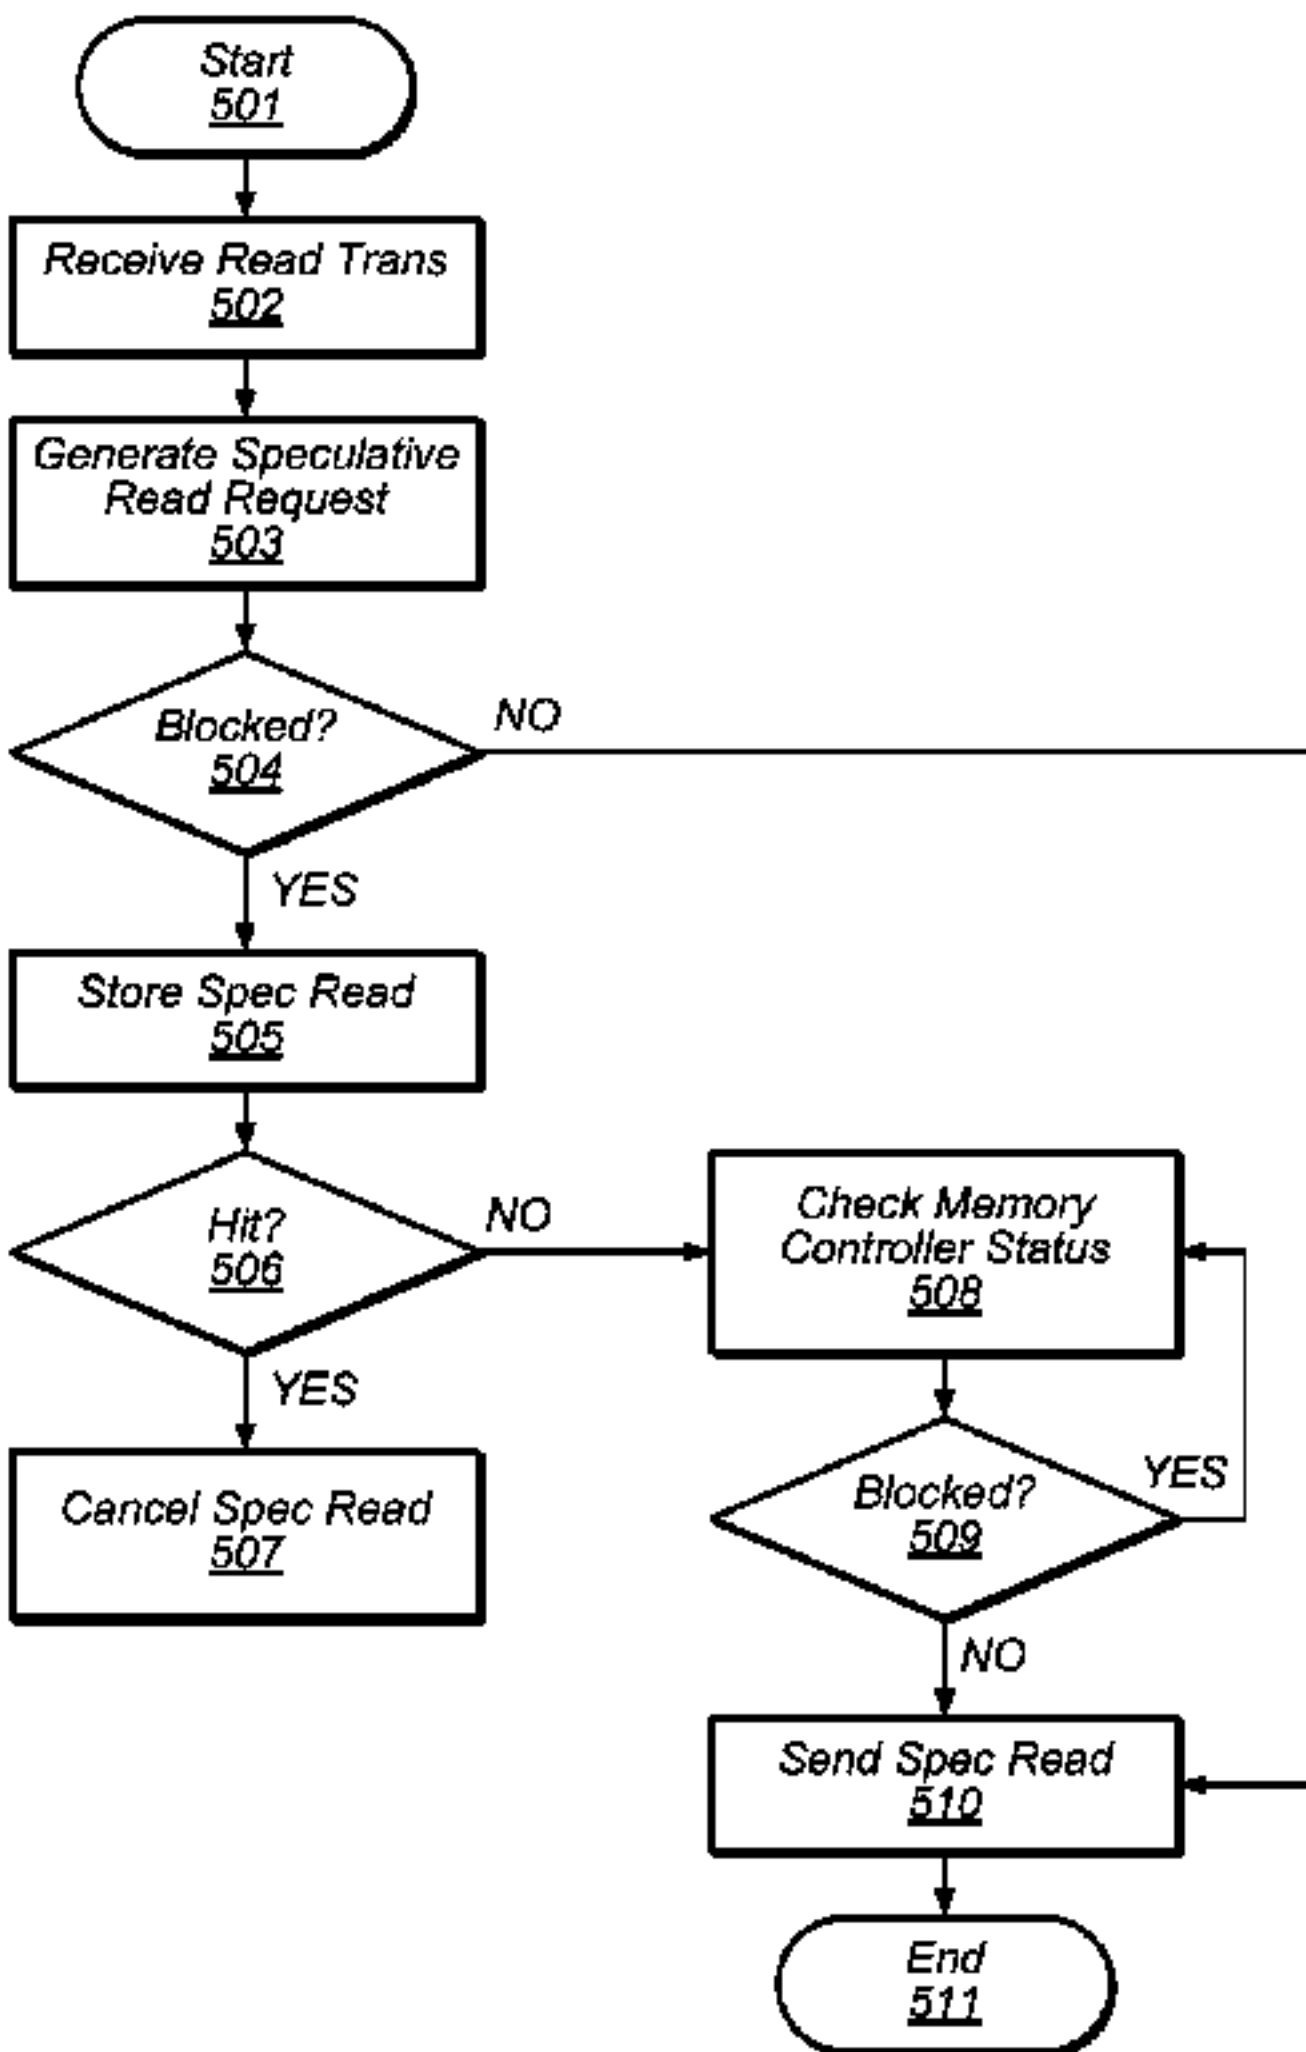 Start
501
Receive Read Trans
502
Generate Speculative
Read Request
503
Blocked?
504
NO
YES
Store Spec Read
505
Hit?
506
NO
YES
Cancel Spec Read
507
Check Memory
Controller Status
508
Blocked?
509
YES
NO
Send Spec Read
510
End
511